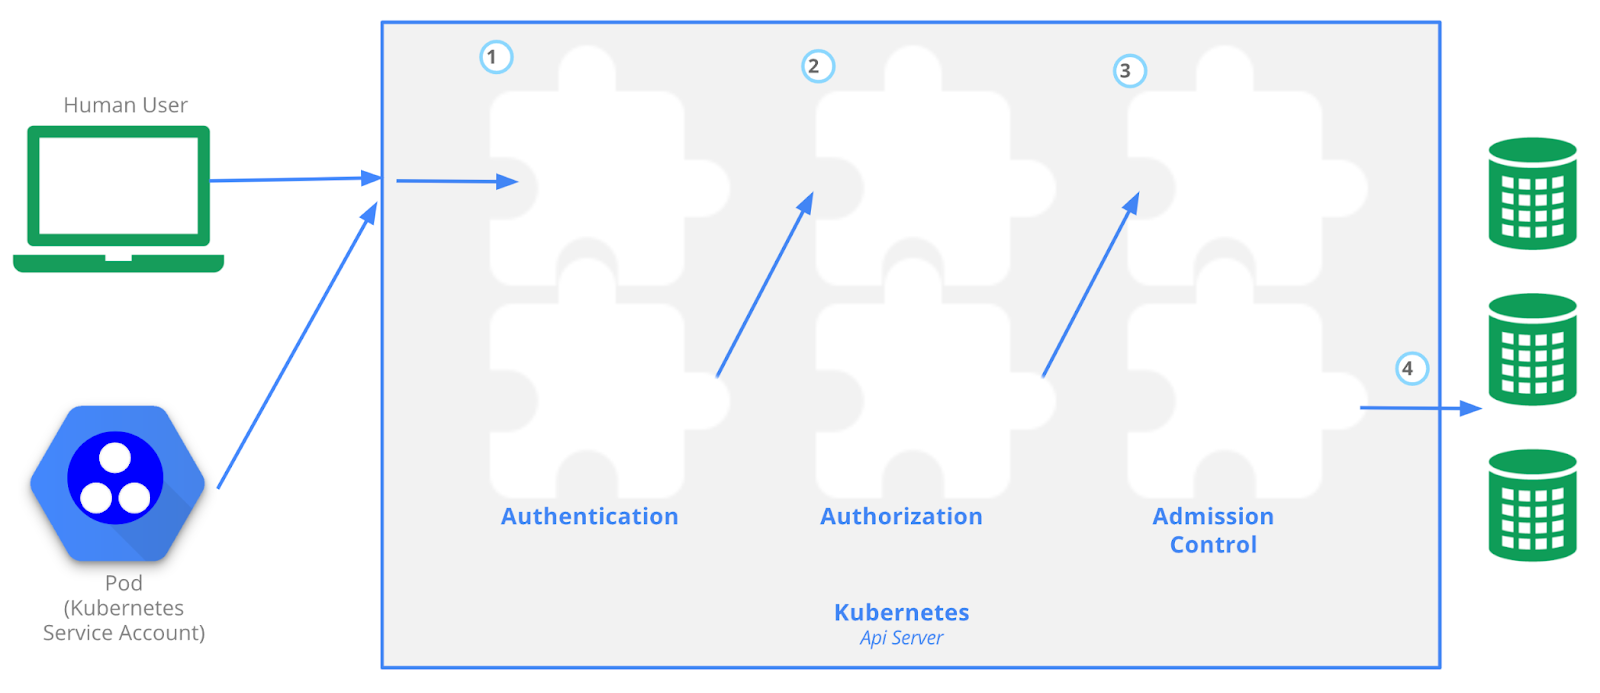 1
2
3
Human User
4
Authentication
Authorization
Admission
Control
Pod
(Kubernetes
Service Account)
Kubernetes
Api Server